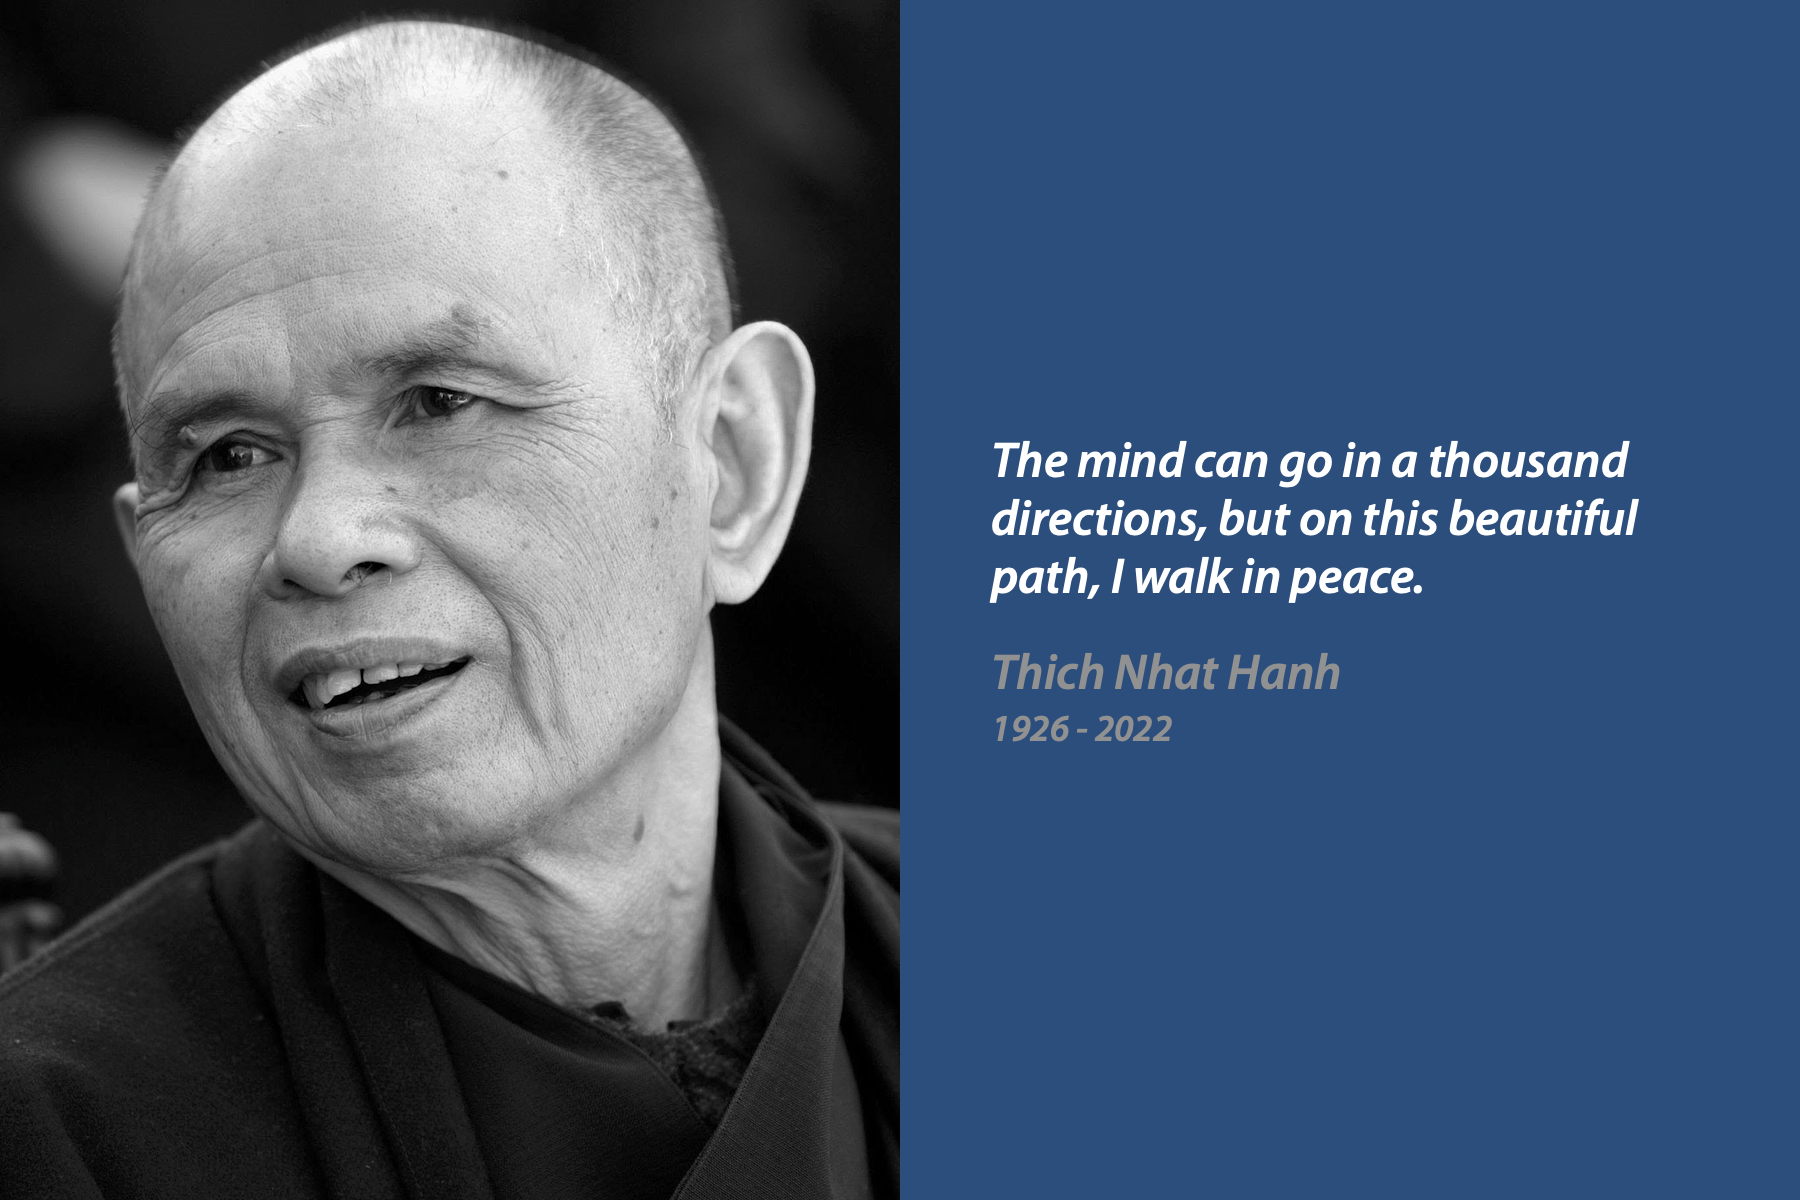 The mind can go in a thousand
directions, but on this beautiful
path, I walk in peace.
Thich Nhat Hanh
1926 - 2022